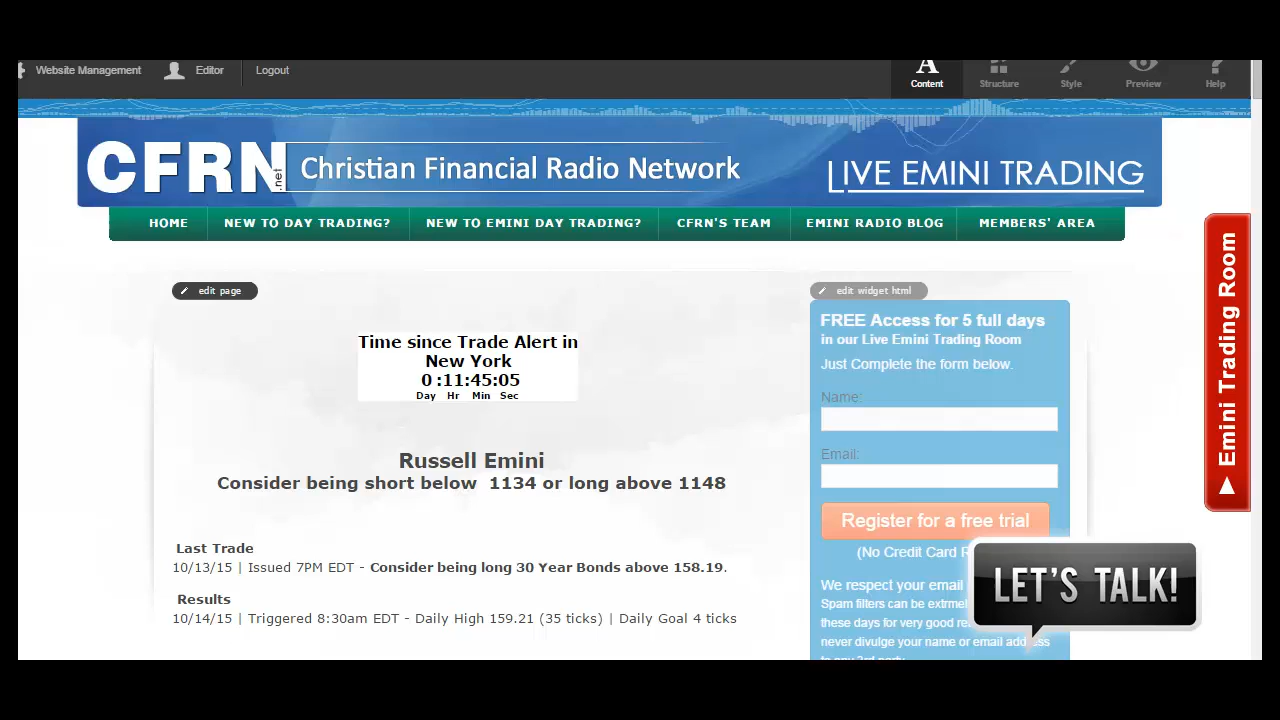 Website Management Editor Logout
Content Structure Style Preview Help
CFRN.net Christian Financial Radio Network LIVE EMINI TRADING
HOME NEW TO DAY TRADING? NEW TO EMINI DAY TRADING? CFRN'S TEAM EMINI RADIO BLOG MEMBERS' AREA
edit page
Time since Trade Alert in
New York
0 :11:45:05
Day Hr Min Sec
Russell Emini
Consider being short below 1134 or long above 1148
Last Trade
10/13/15 | Issued 7PM EDT - Consider being long 30 Year Bonds above 158.19.
Results
10/14/15 | Triggered 8:30am EDT - Daily High 159.21 (35 ticks) | Daily Goal 4 ticks
edit widget html
FREE Access for 5 full days
in our Live Emini Trading Room
Just Complete the form below.
Name:
Email:
Register for a free trial
(No Credit Card R
We respect your email
Spam filters can be extrmel
these days for very good re
never divulge your name or email address
Emini Trading Room
LET'S TALK!